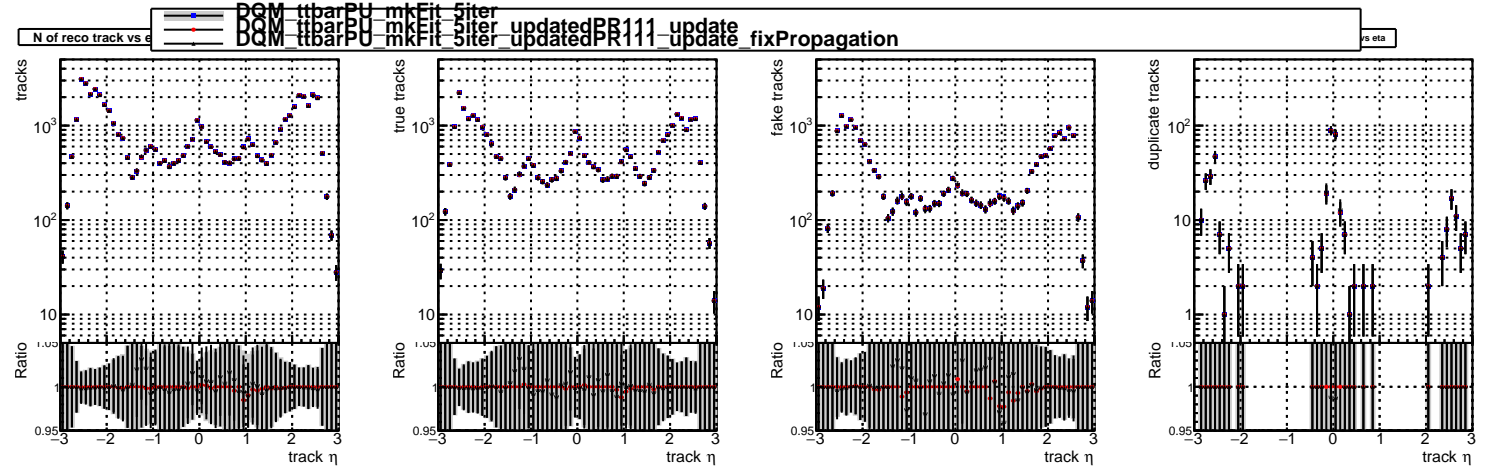 DQM_ttbarPU_mkFit_5iter
DQM_ttbarPU_mkFit_5iter_updatedPR111_update
DQM_ttbarPU_mkFit_5iter_updatedPR111_update_fixPropagation
N of reco track vs e
vs eta
tracks
10³
10²
10
Ratio
1.05
1
0.95
−3 −2 −1 0 1 2 3
track η
true tracks
10³
10²
10
Ratio
1.05
1
0.95
−3 −2 −1 0 1 2 3
track η
fake tracks
10³
10²
10
Ratio
1.05
1
0.95
−3 −2 −1 0 1 2 3
track η
duplicate tracks
10²
10
1
Ratio
1.05
1
0.95
−3 −2 −1 0 1 2 3
track η